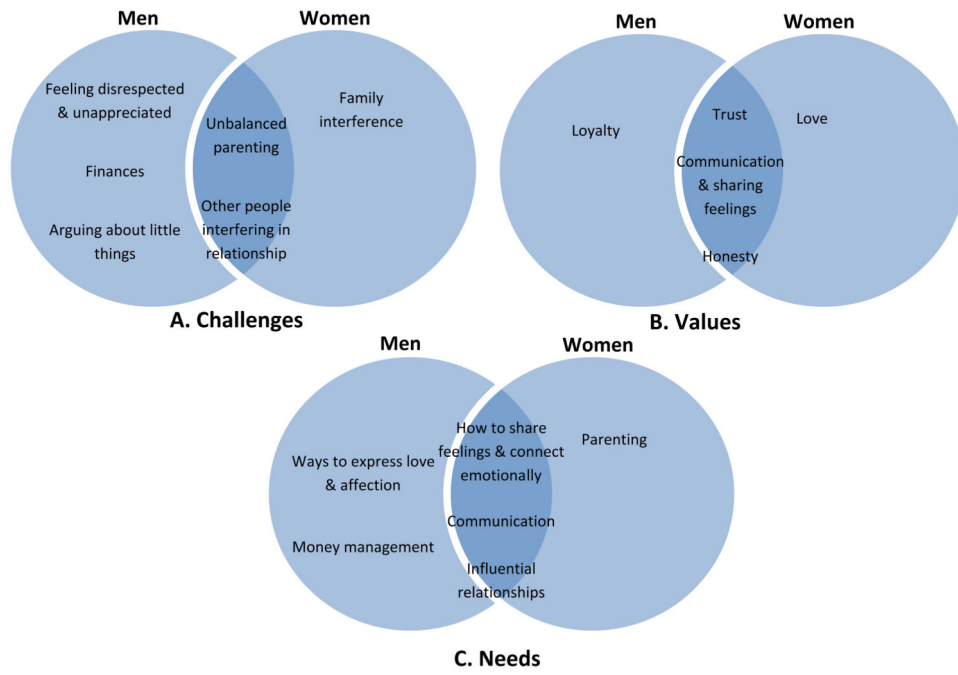 Men
Women
Feeling disrespected
& unappreciated
Finances
Arguing about little
things
Unbalanced
parenting
Other people
interfering in
relationship
Family
interference
A. Challenges
Men
Women
Loyalty
Trust
Communication
& sharing
feelings
Honesty
Love
B. Values
Men
Women
Ways to express love
& affection
Money management
How to share
feelings & connect
emotionally
Communication
Influential
relationships
Parenting
C. Needs